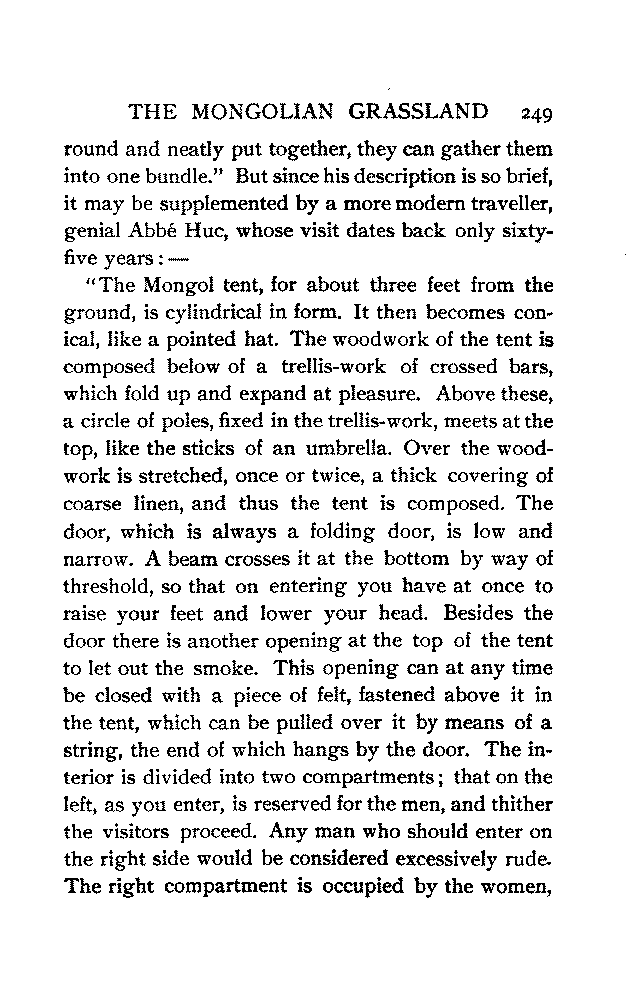 THE MONGOLIAN GRASSLAND 249
round and neatly put together, they can gather them
into one bundle." But since his description is so brief,
it may be supplemented by a more modern traveller,
genial Abbé Huc, whose visit dates back only sixty-
five years:—
"The Mongol tent, for about three feet from the
ground, is cylindrical in form. It then becomes con-
ical, like a pointed hat. The woodwork of the tent is
composed below of a trellis-work of crossed bars,
which fold up and expand at pleasure. Above these,
a circle of poles, fixed in the trellis-work, meets at the
top, like the sticks of an umbrella. Over the wood-
work is stretched, once or twice, a thick covering of
coarse linen, and thus the tent is composed. The
door, which is always a folding door, is low and
narrow. A beam crosses it at the bottom by way of
threshold, so that on entering you have at once to
raise your feet and lower your head. Besides the
door there is another opening at the top of the tent
to let out the smoke. This opening can at any time
be closed with a piece of felt, fastened above it in
the tent, which can be pulled over it by means of a
string, the end of which hangs by the door. The in-
terior is divided into two compartments; that on the
left, as you enter, is reserved for the men, and thither
the visitors proceed. Any man who should enter on
the right side would be considered excessively rude.
The right compartment is occupied by the women,